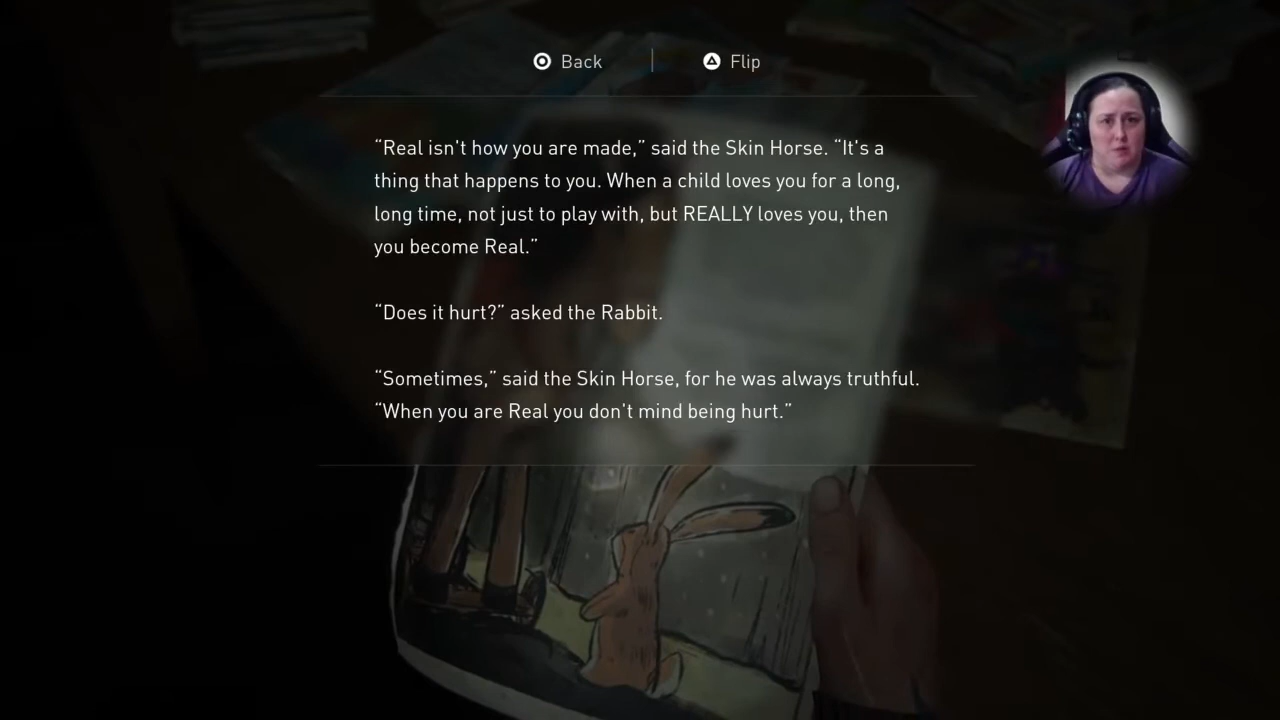 Back | Flip
“Real isn't how you are made,” said the Skin Horse. “It's a
thing that happens to you. When a child loves you for a long,
long time, not just to play with, but REALLY loves you, then
you become Real.”
“Does it hurt?” asked the Rabbit.
“Sometimes,” said the Skin Horse, for he was always truthful.
“When you are Real you don't mind being hurt.”